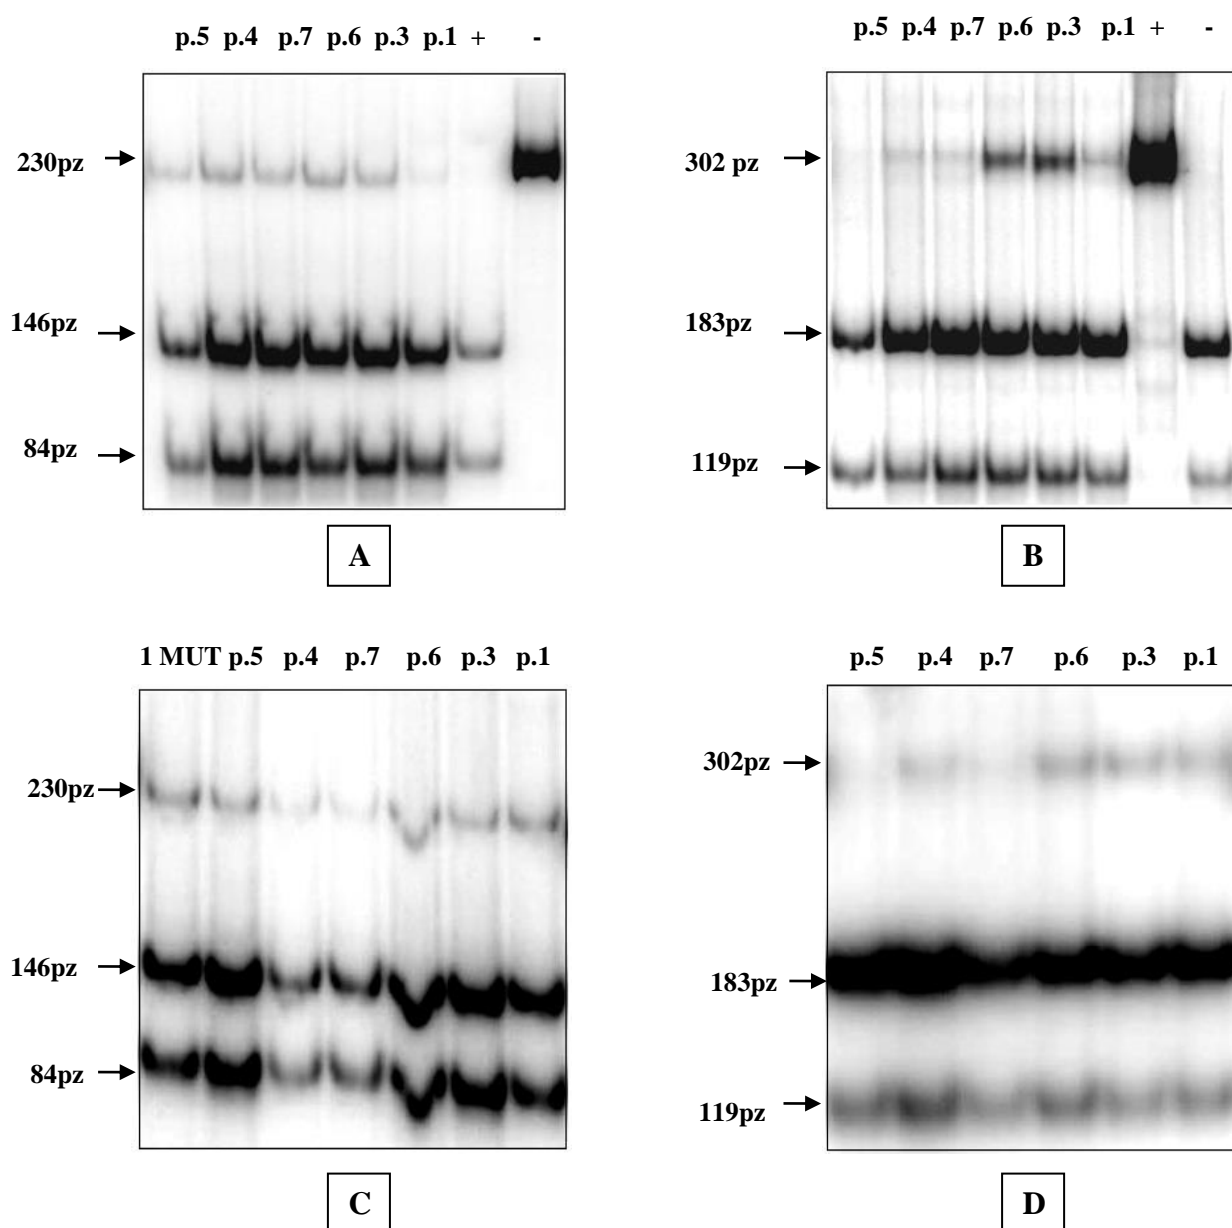 p.5 p.4 p.7 p.6 p.3 p.1 + -
230pz
146pz
84pz
A
p.5 p.4 p.7 p.6 p.3 p.1 + -
302 pz
183pz
119pz
B
1 MUT p.5 p.4 p.7 p.6 p.3 p.1
230pz
146pz
84pz
C
p.5 p.4 p.7 p.6 p.3 p.1
302pz
183pz
119pz
D